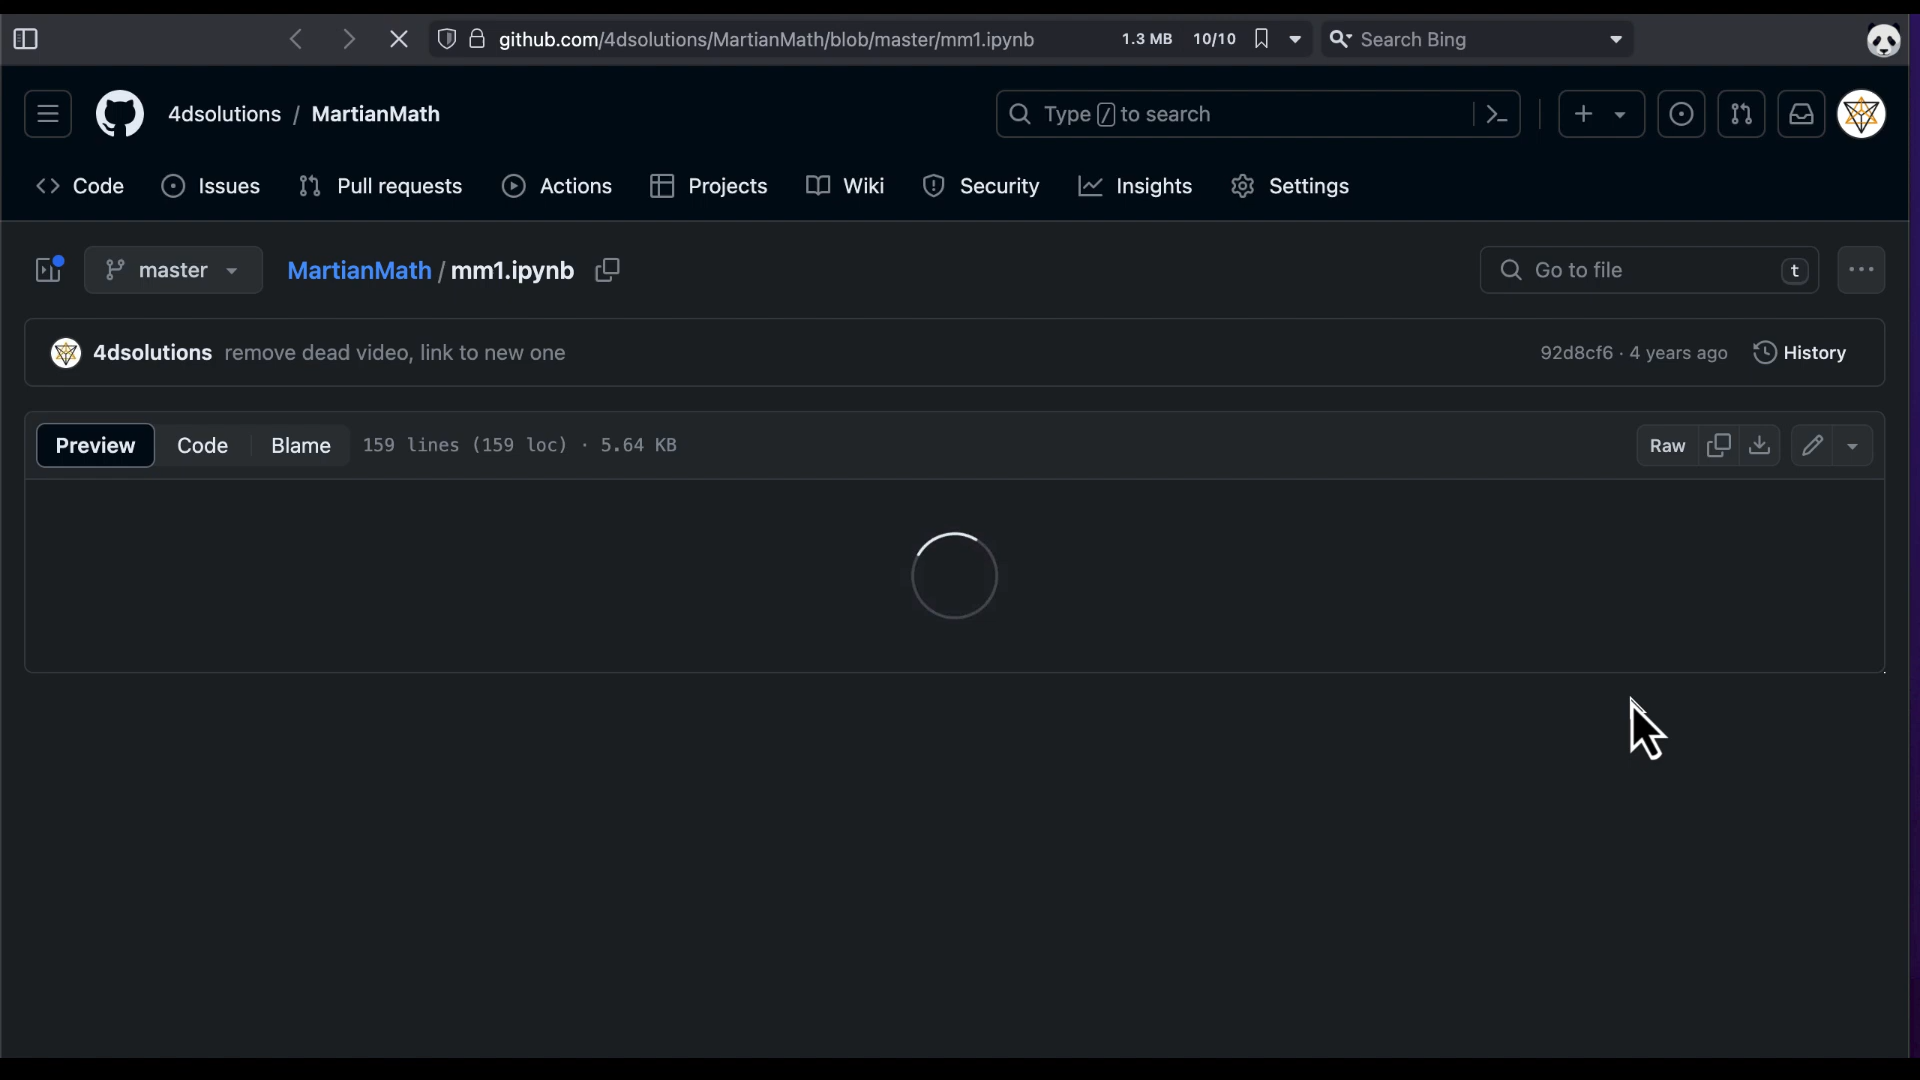 github.com/4dsolutions/MartianMath/blob/master/mm1.ipynb 1.3 MB 10/10 Search Bing
4dsolutions / MartianMath Type / to search
Code Issues Pull requests Actions Projects Wiki Security Insights Settings
master MartianMath / mm1.ipynb Go to file t
4dsolutions remove dead video, link to new one 92d8cf6 · 4 years ago History
Preview Code Blame 159 lines (159 loc) · 5.64 KB Raw